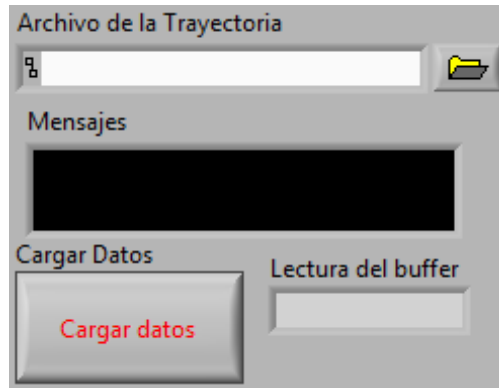 Archivo de la Trayectoria
Mensajes
Cargar Datos
Lectura del buffer
Cargar datos